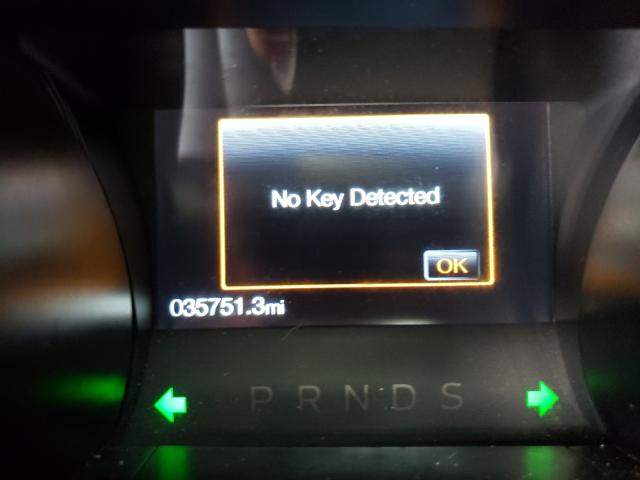 No Key Detected
OK
035751.3mi
P R N D S